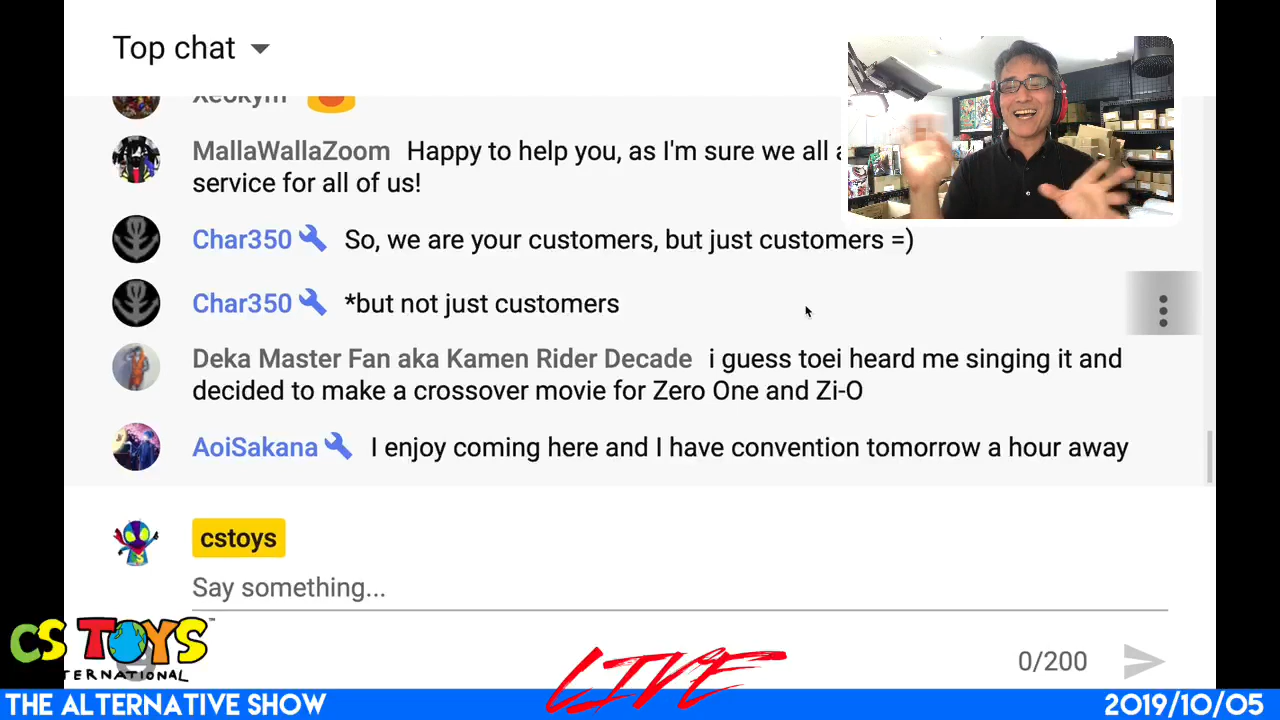 Top chat
Xeokym
MallaWallaZoom Happy to help you, as I'm sure we all
service for all of us!
Char350 So, we are your customers, but just customers =)
Char350 *but not just customers
Deka Master Fan aka Kamen Rider Decade i guess toei heard me singing it and
decided to make a crossover movie for Zero One and Zi-O
AoiSakana I enjoy coming here and I have convention tomorrow a hour away
cstoys
Say something...
CS TOYS™
TERNATIONAL
LIVE
0/200
THE ALTERNATIVE SHOW
2019/10/05